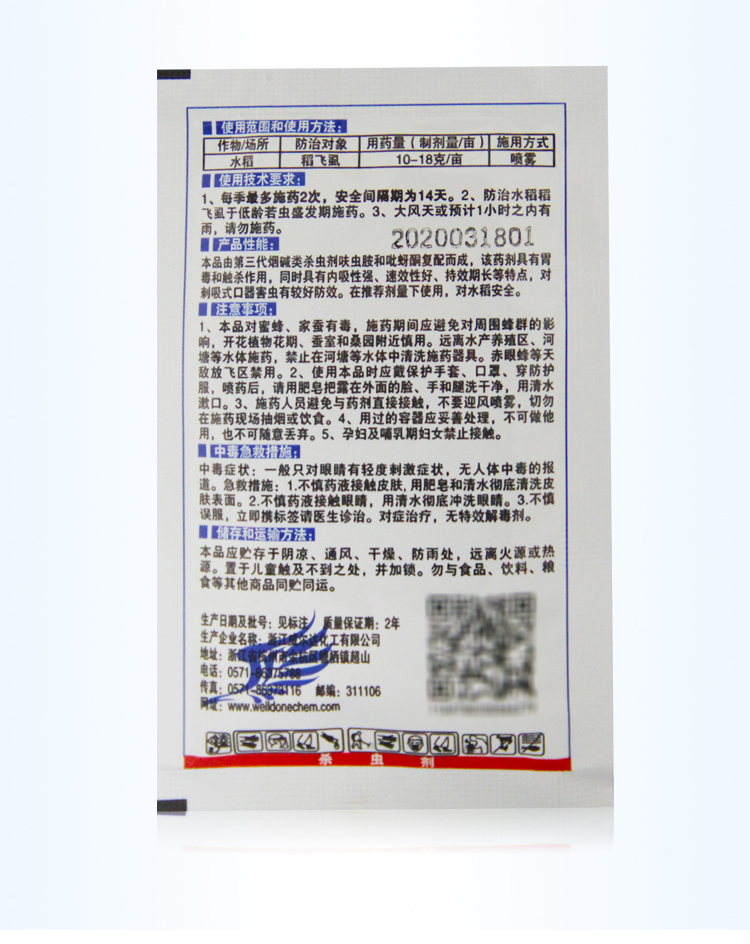 使用范围和使用方法：
作物/场所 防治对象 用药量（制剂量/亩） 施用方式
水稻 稻飞虱 10-18克/亩 喷雾
使用技术要求：
1、每季最多施药2次，安全间隔期为14天。2、防治水稻稻
飞虱于低龄若虫盛发期施药。3、大风天或预计1小时之内有
雨，请勿施药。
2020031801
产品性能：
本品由第三代烟碱类杀虫剂呋虫胺和吡蚜酮复配而成，该药剂具有胃
毒和触杀作用，同时具有内吸性强、速效性好、持效期长等特点，对
刺吸式口器害虫有较好防效。在推荐剂量下使用，对水稻安全。
注意事项：
1、本品对蜜蜂、家蚕有毒，施药期间应避免对周围蜂群的影
响，开花植物花期、蚕室和桑园附近慎用。远离水产养殖区、河
塘等水体施药，禁止在河塘等水体中清洗施药器具。赤眼蜂等天
敌放飞区禁用。2、使用本品时应戴保护手套、口罩、穿防护
服，喷药后，请用肥皂把露在外面的脸、手和腿洗干净，用清水
漱口。3、施药人员避免与药剂直接接触，不要迎风喷雾，切勿
在施药现场抽烟或饮食。4、用过的容器应妥善处理，不可做他
用，也不可随意丢弃。5、孕妇及哺乳期妇女禁止接触。
中毒急救措施：
中毒症状：一般只对眼睛有轻度刺激症状，无人体中毒的报
道。急救措施：1.不慎药液接触皮肤,用肥皂和清水彻底清洗皮
肤表面。2.不慎药液接触眼睛，用清水彻底冲洗眼睛。3.不慎
误服，立即携标签请医生诊治。对症治疗，无特效解毒剂。
储存和运输方法：
本品应贮存于阴凉、通风、干燥、防雨处，远离火源或热
源。置于儿童触及不到之处，并加锁。勿与食品、饮料、粮
食等其他商品同贮同运。
生产日期及批号：见标注 质量保证期：2年
生产企业名称：浙江威尔达化工有限公司
地址：浙江省杭州市余杭区塘栖镇超山
电话：0571-86375788
传真：0571-86373116 邮编：311106
网址：www.welldonechem.com
杀 虫 剂